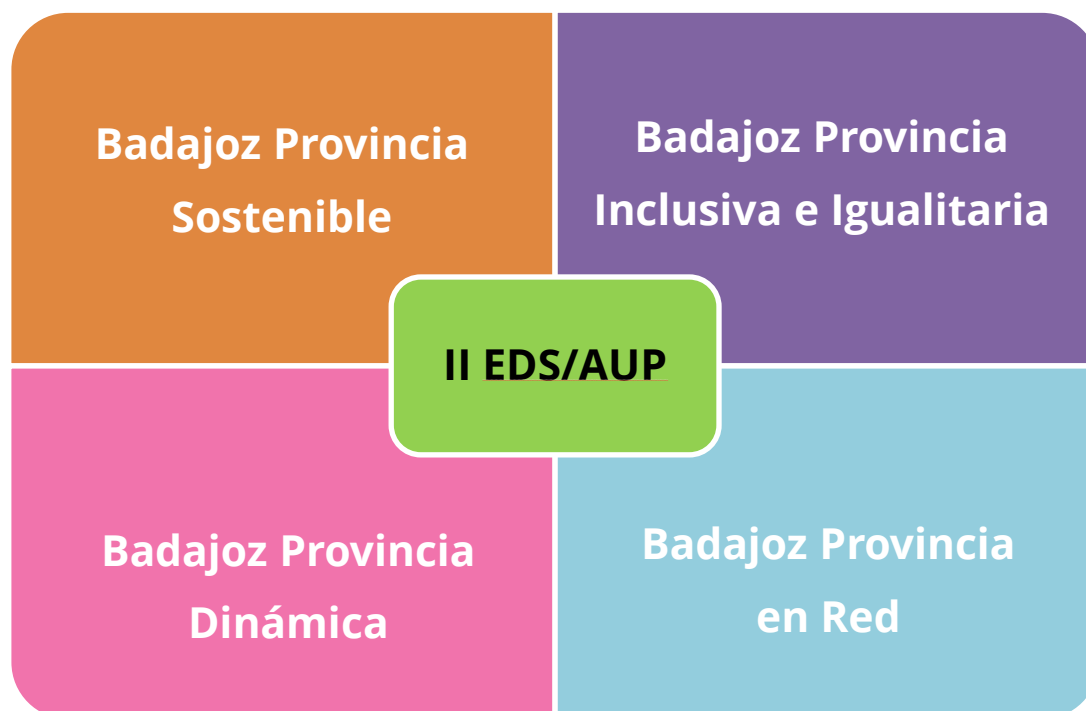 Badajoz Provincia
Sostenible
Badajoz Provincia
Inclusiva e Igualitaria
II EDS/AUP
Badajoz Provincia
Dinámica
Badajoz Provincia
en Red